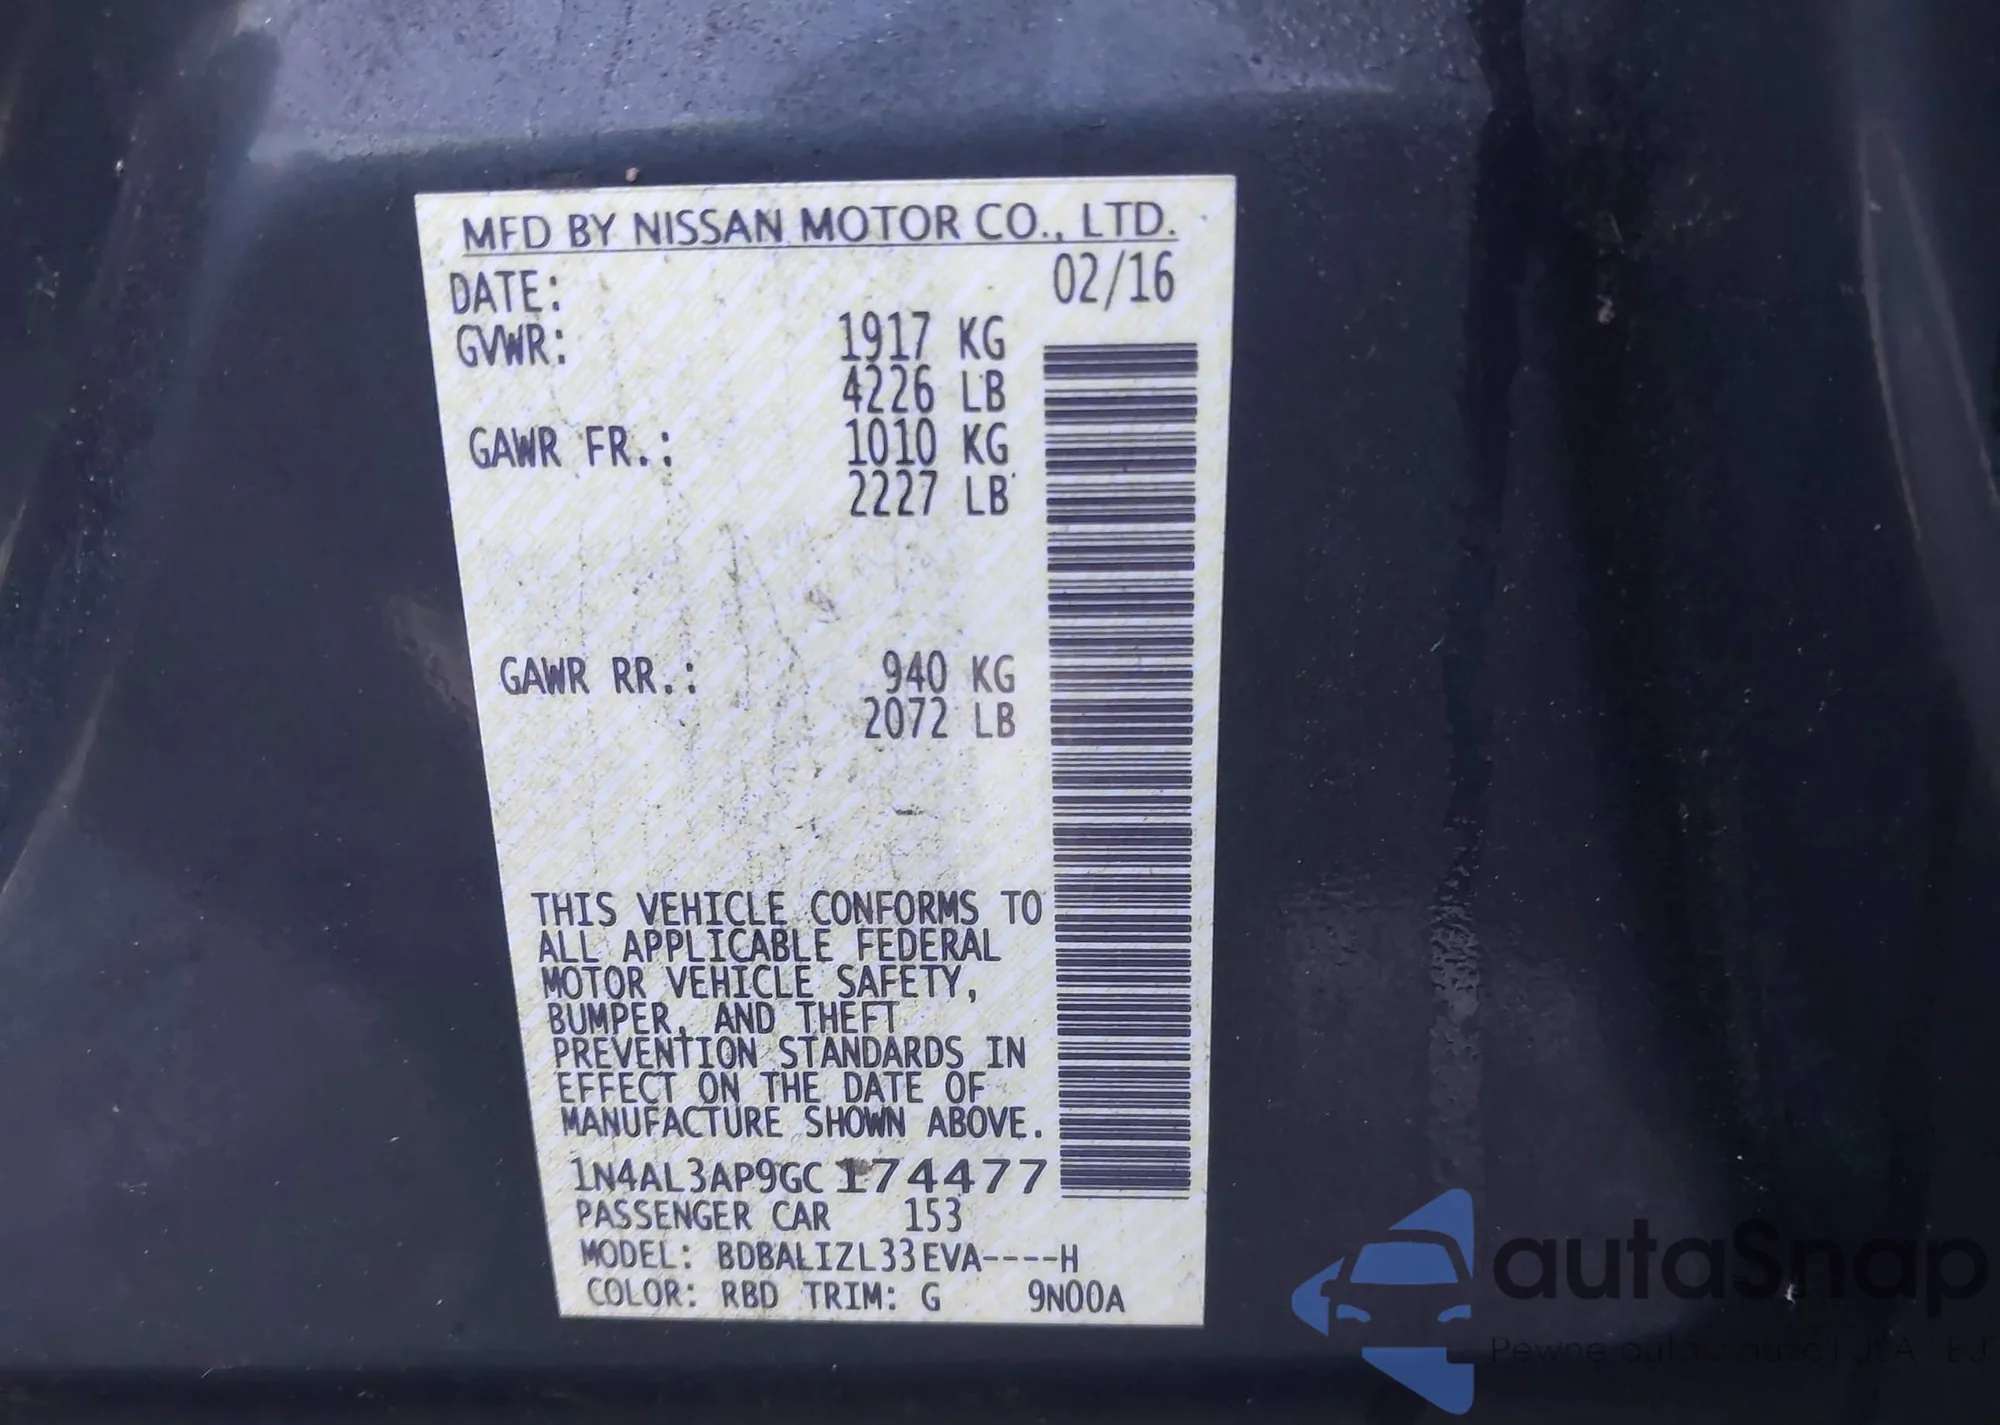 MFD BY NISSAN MOTOR CO., LTD.
DATE: 02/16
GVWR: 1917 KG
4226 LB
GAWR FR.: 1010 KG
2227 LB
GAWR RR.: 940 KG
2072 LB
THIS VEHICLE CONFORMS TO
ALL APPLICABLE FEDERAL
MOTOR VEHICLE SAFETY,
BUMPER, AND THEFT
PREVENTION STANDARDS IN
EFFECT ON THE DATE OF
MANUFACTURE SHOWN ABOVE.
1N4AL3AP9GC174477
PASSENGER CAR 153
MODEL: BDBALIZL33EVA----H
COLOR: RBD TRIM: G 9N00A
autaSnap
Pewne auta